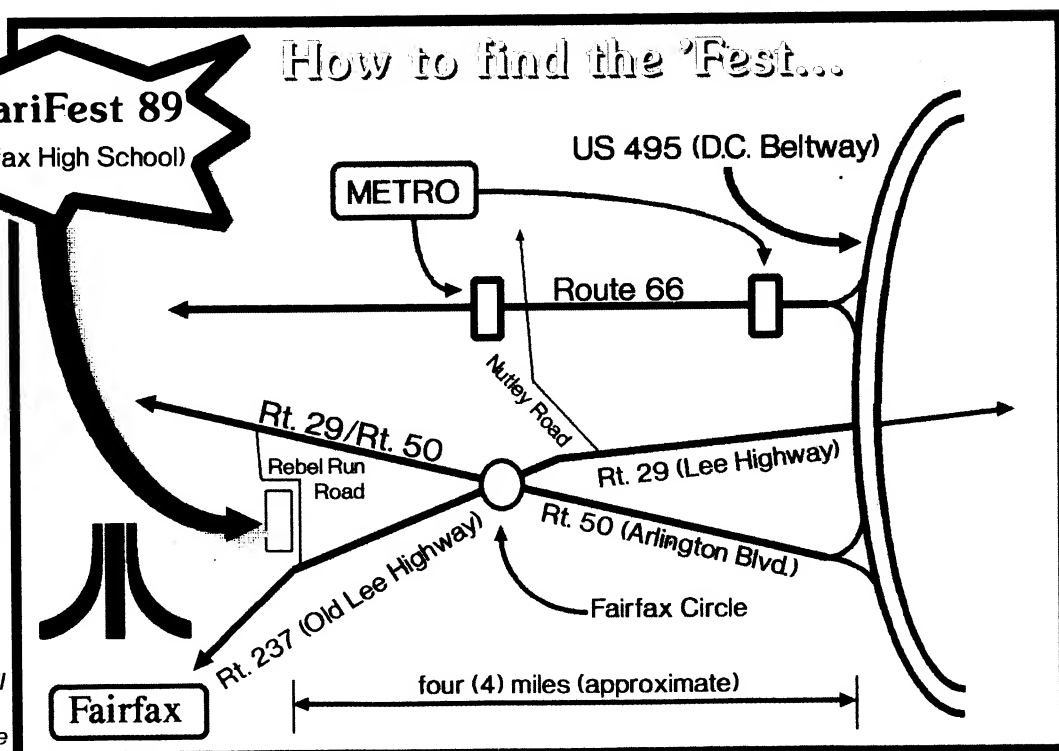 How to find the 'Fest...
ariFest 89
fax High School)
US 495 (D.C. Beltway)
METRO
Route 66
Nutley Road
Rt. 29/Rt. 50
Rebel Run
Road
Rt. 29 (Lee Highway)
Rt. 50 (Arlington Blvd.)
Rt. 237 (Old Lee Highway)
Fairfax Circle
four (4) miles (approximate)
Fairfax
l
e